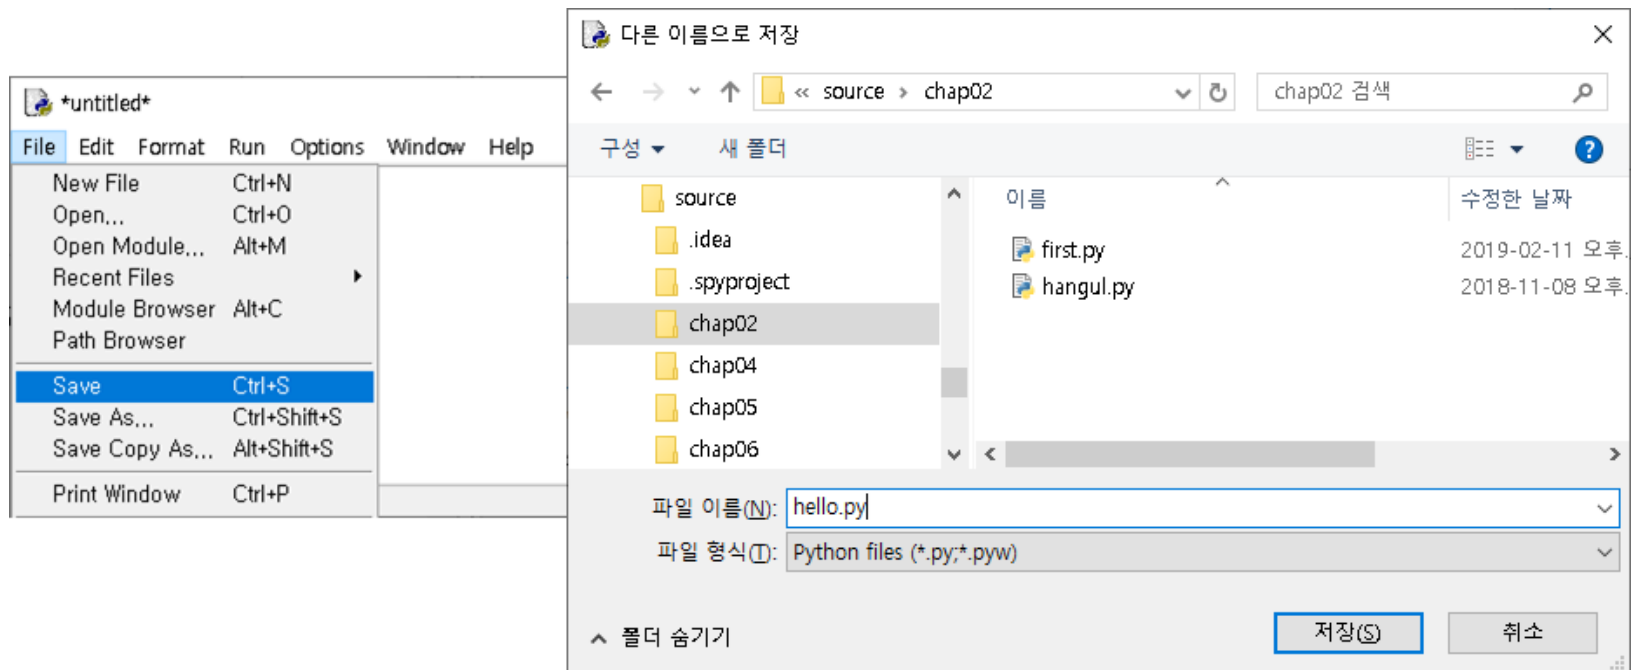 *untitled*
File Edit Format Run Options Window Help
New File Ctrl+N
Open... Ctrl+O
Open Module... Alt+M
Recent Files
Module Browser Alt+C
Path Browser
Save Ctrl+S
Save As... Ctrl+Shift+S
Save Copy As... Alt+Shift+S
Print Window Ctrl+P
다른 이름으로 저장
« source › chap02
chap02 검색
구성 새 폴더
source
.idea
.spyproject
chap02
chap04
chap05
chap06
이름 수정한 날짜
first.py 2019-02-11 오후.
hangul.py 2018-11-08 오후.
파일 이름(N): hello.py
파일 형식(T): Python files (*.py;*.pyw)
폴더 숨기기
저장(S) 취소